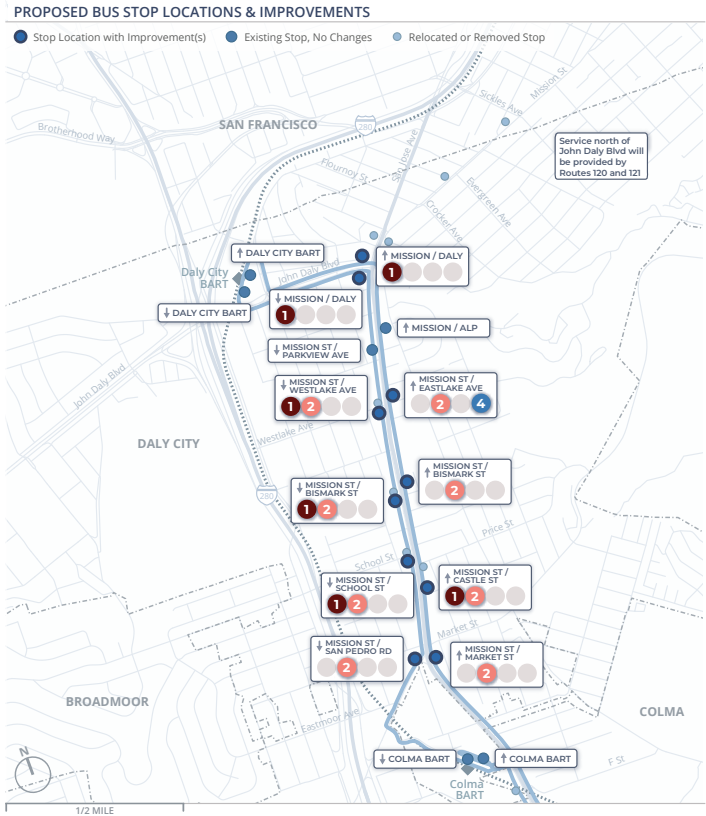 PROPOSED BUS STOP LOCATIONS & IMPROVEMENTS
Stop Location with Improvement(s)
Existing Stop, No Changes
Relocated or Removed Stop
Mission St
Sickles Ave
SAN FRANCISCO
280
Brotherhood Way
San Jose Ave
Service north of
John Daly Blvd will
be provided by
Routes 120 and 121
Flournoy St
Evergreen Ave
Crocker Ave
↑ DALY CITY BART
↑ MISSION / DALY
1
John Daly Blvd
Daly City
BART
↓ MISSION / DALY
1
↓ DALY CITY BART
↑ MISSION / ALP
↓ MISSION ST /
PARKVIEW AVE
John Daly Blvd
↓ MISSION ST /
WESTLAKE AVE
1 2
↑ MISSION ST /
EASTLAKE AVE
2 4
Westlake Ave
DALY CITY
↑ MISSION ST /
BISMARK ST
2
280
↓ MISSION ST /
BISMARK ST
1 2
Price St
School St
↓ MISSION ST /
SCHOOL ST
1 2
↑ MISSION ST /
CASTLE ST
1 2
Market St
↓ MISSION ST /
SAN PEDRO RD
2
↑ MISSION ST /
MARKET ST
2
BROADMOOR
COLMA
Eastmoor Ave
↓ COLMA BART
↑ COLMA BART
F St
Colma
BART
N
1/2 MILE